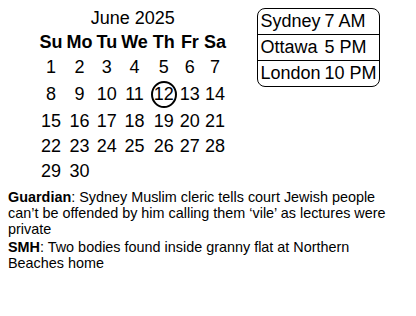 June 2025
Su Mo Tu We Th Fr Sa
1 2 3 4 5 6 7
8 9 10 11 12 13 14
15 16 17 18 19 20 21
22 23 24 25 26 27 28
29 30
Sydney 7 AM
Ottawa 5 PM
London 10 PM
Guardian: Sydney Muslim cleric tells court Jewish people
can’t be offended by him calling them ‘vile’ as lectures were
private
SMH: Two bodies found inside granny flat at Northern
Beaches home